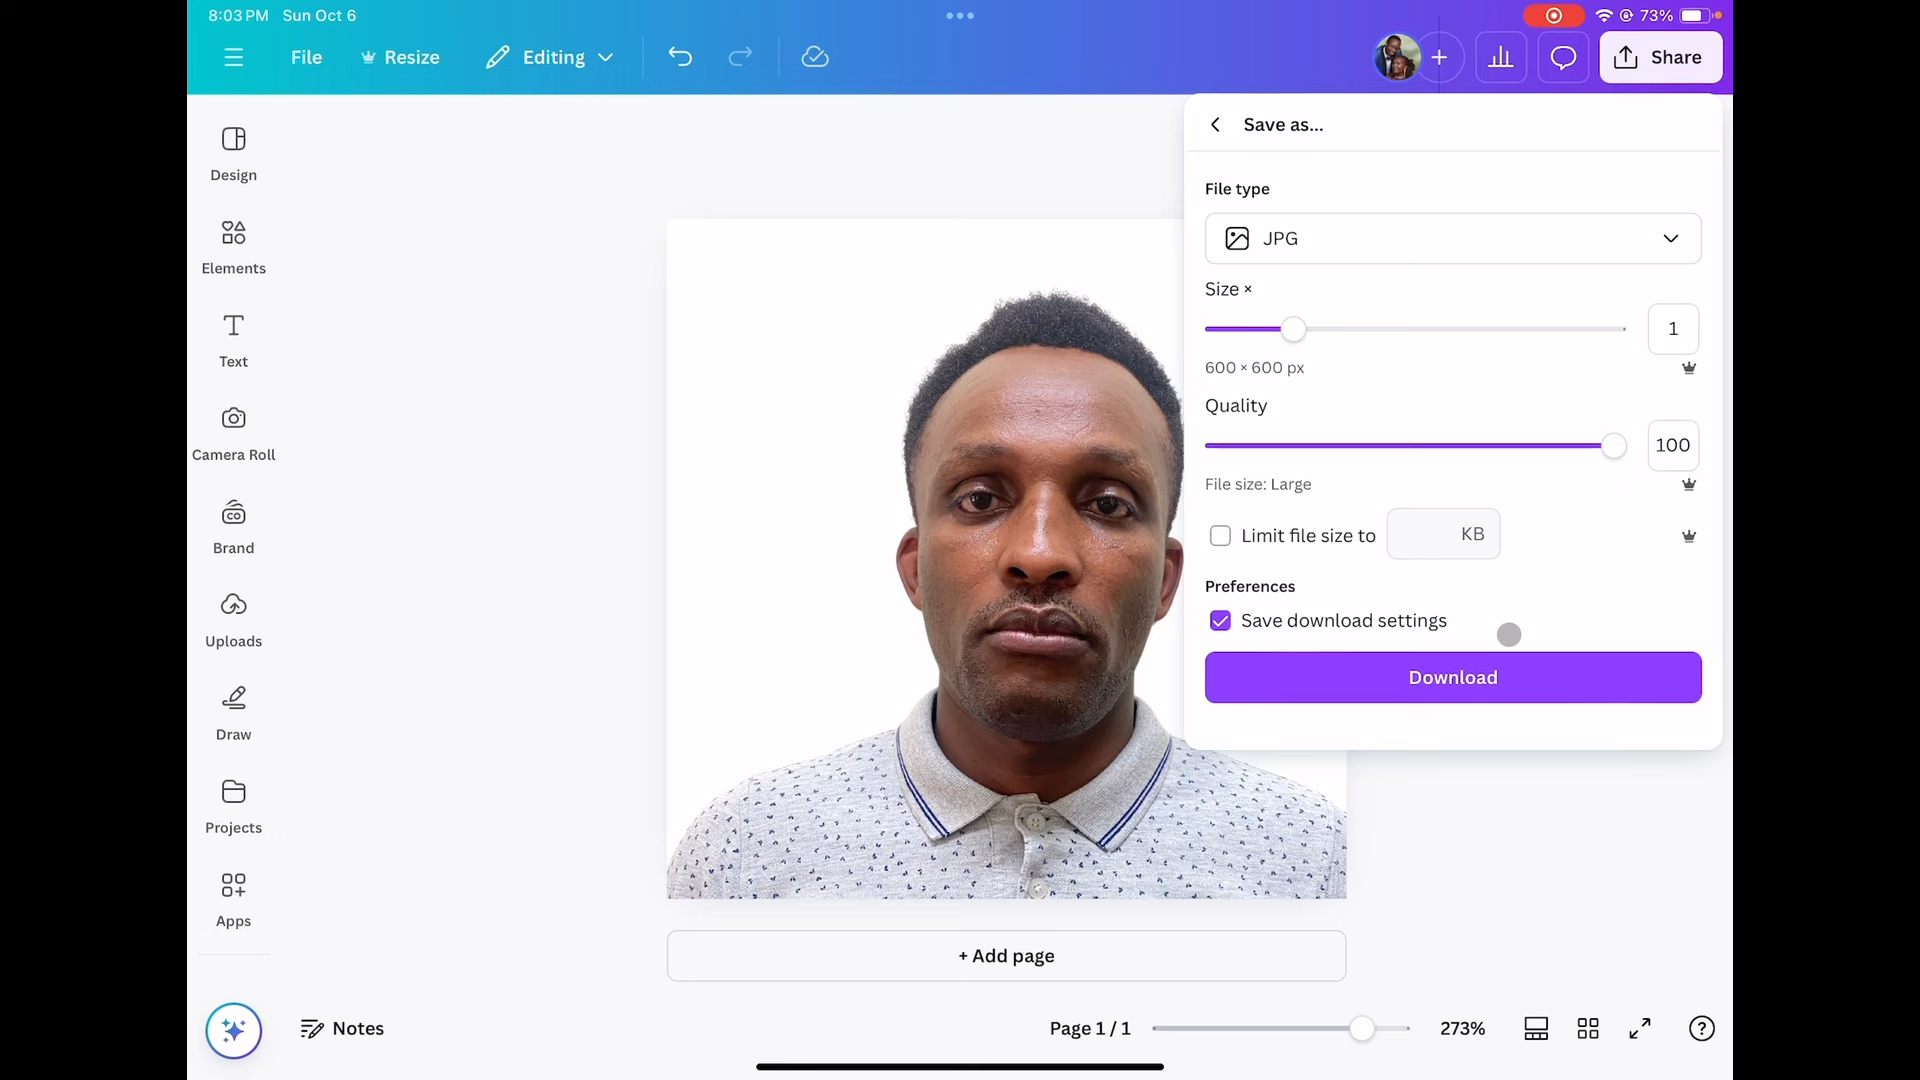 8:03 PM Sun Oct 6
73%
File
Resize
Editing
Share
Save as...
File type
JPG
Size ×
1
600 × 600 px
Quality
100
File size: Large
Limit file size to
KB
Preferences
Save download settings
Download
Design
Elements
Text
Camera Roll
CO
Brand
Uploads
Draw
Projects
Apps
+ Add page
Notes
Page 1 / 1
273%